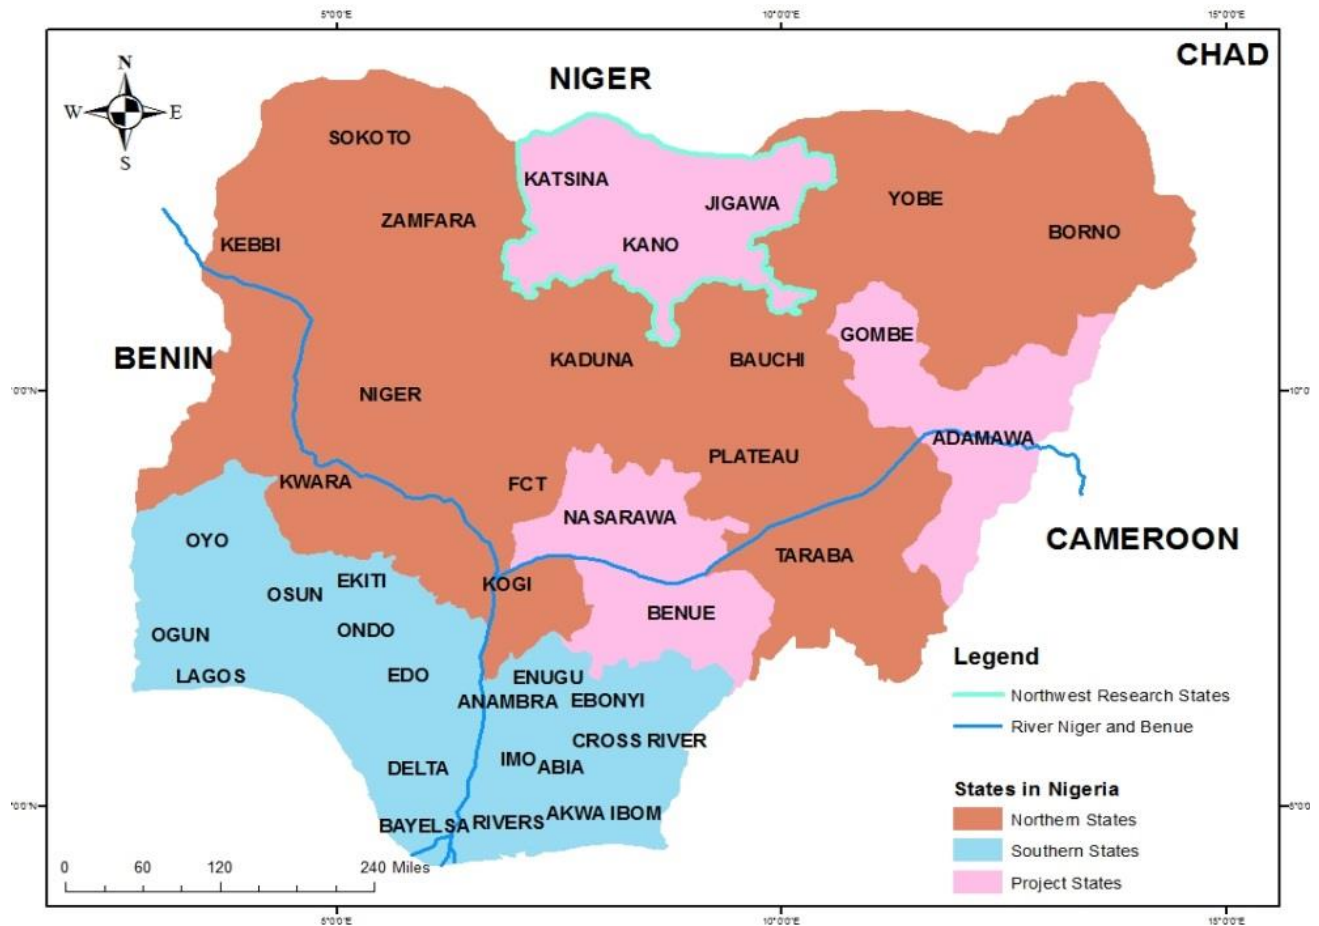 5°0'0"E 10°0'0"E 15°0'0"E
CHAD
NIGER
N
W E
S
SOKOTO
KATSINA
JIGAWA
YOBE
ZAMFARA
BORNO
KEBBI
KANO
GOMBE
BENIN
KADUNA
BAUCHI
NIGER
ADAMAWA
PLATEAU
KWARA
FCT
NASARAWA
OYO
CAMEROON
TARABA
EKITI
KOGI
OSUN
BENUE
OGUN
ONDO
LAGOS
EDO
ENUGU
ANAMBRA
EBONYI
CROSS RIVER
IMO
ABIA
DELTA
AKWA IBOM
BAYELSA
RIVERS
Legend
Northwest Research States
River Niger and Benue
States in Nigeria
Northern States
Southern States
Project States
0 60 120 240 Miles
5°0'0"E 10°0'0"E 15°0'0"E